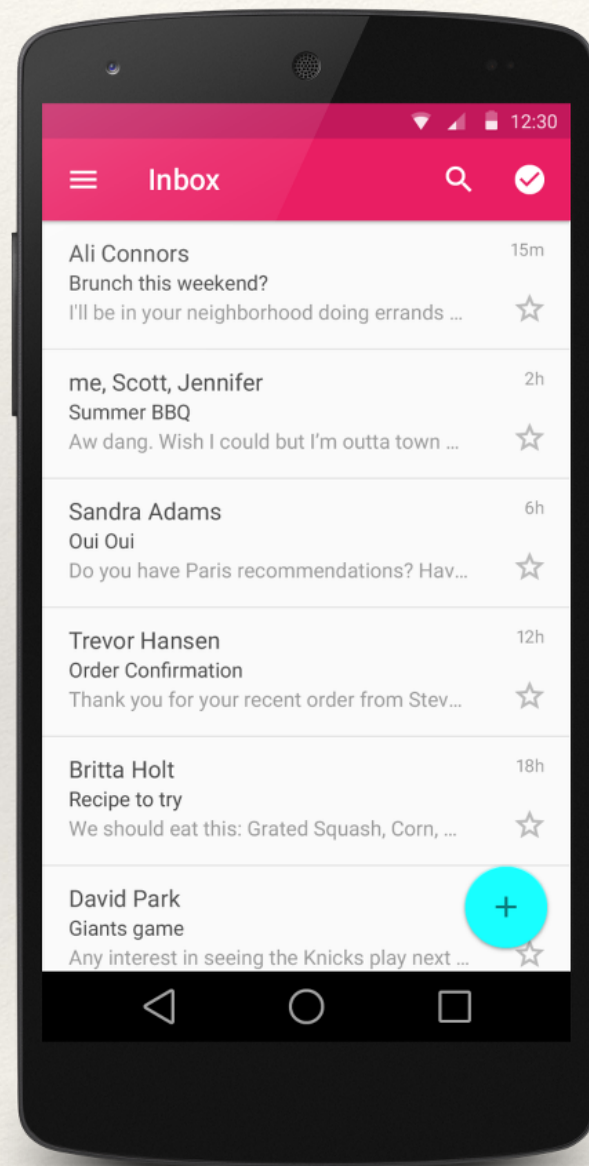 12:30
Inbox
Ali Connors 15m
Brunch this weekend?
I'll be in your neighborhood doing errands ...
me, Scott, Jennifer 2h
Summer BBQ
Aw dang. Wish I could but I’m outta town ...
Sandra Adams 6h
Oui Oui
Do you have Paris recommendations? Hav...
Trevor Hansen 12h
Order Confirmation
Thank you for your recent order from Stev...
Britta Holt 18h
Recipe to try
We should eat this: Grated Squash, Corn, ...
David Park
Giants game
Any interest in seeing the Knicks play next ...